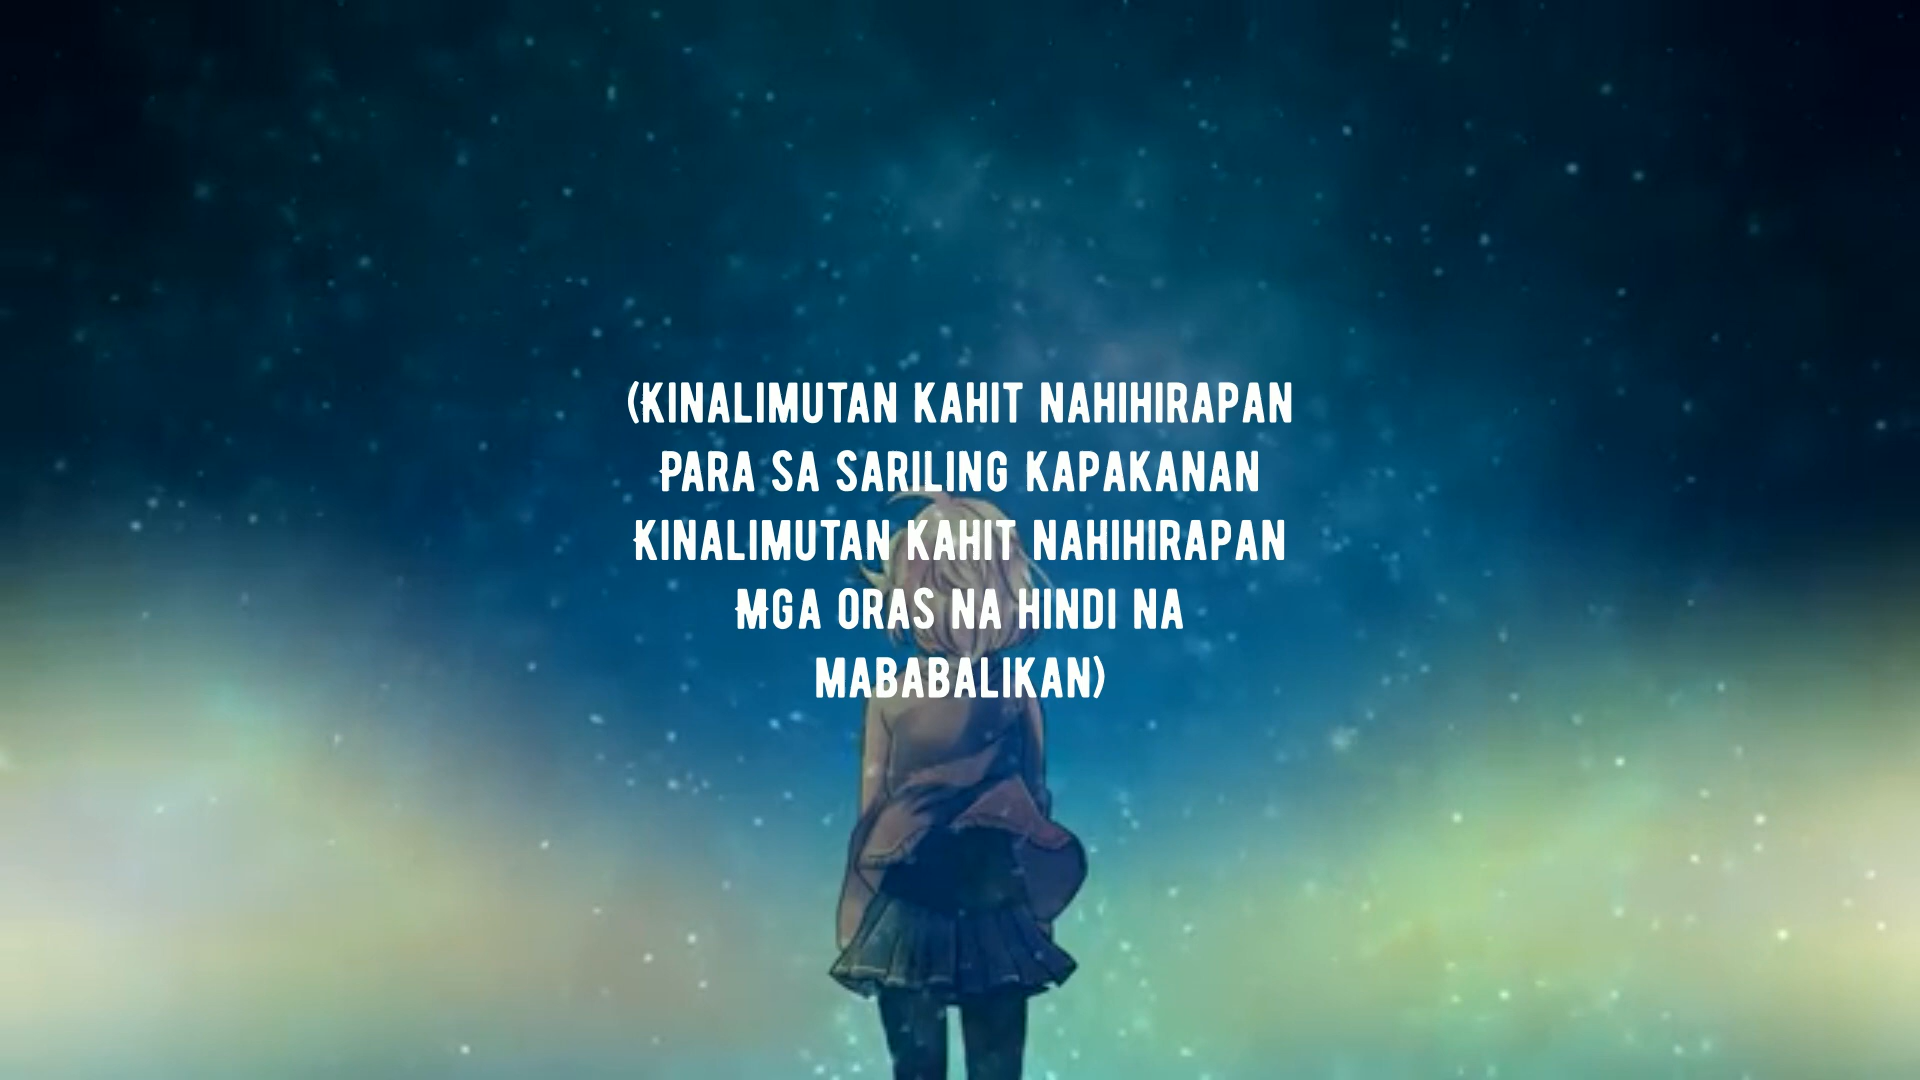 (Kinalimutan kahit nahihirapan
Para sa sariling kapakanan
Kinalimutan kahit nahihirapan
Mga oras na hindi na
mababalikan)